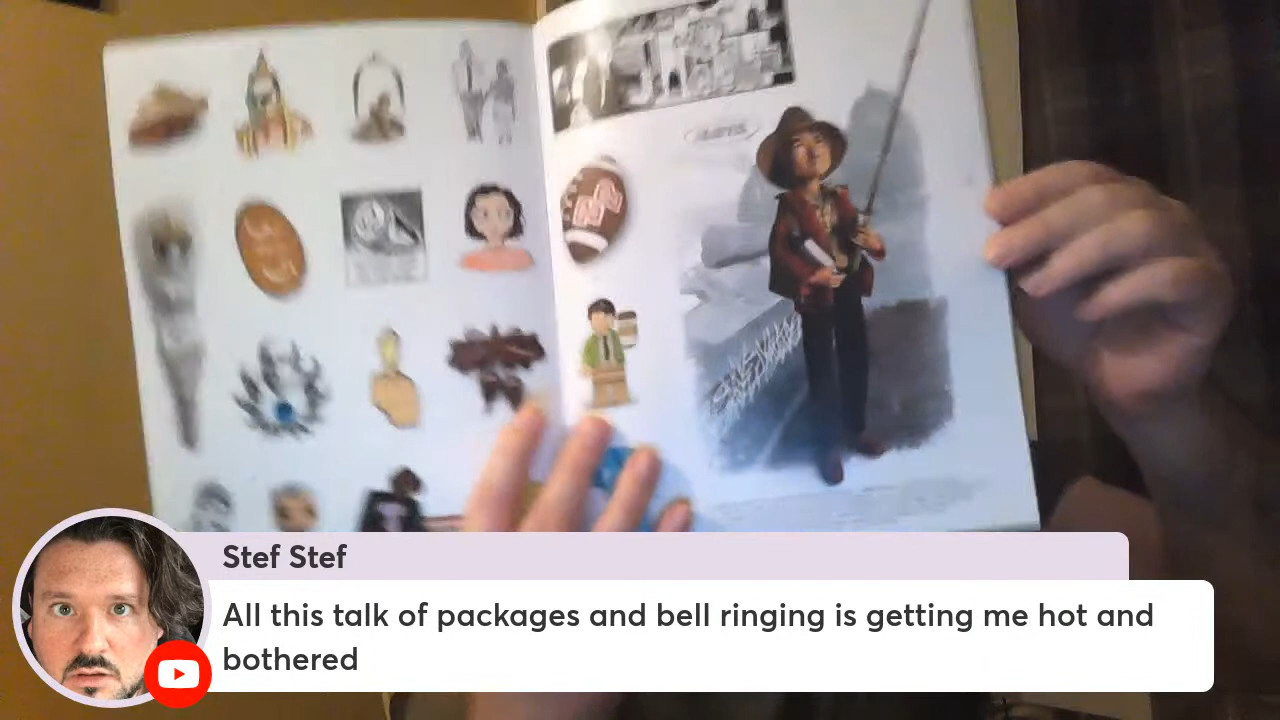 Stef Stef
All this talk of packages and bell ringing is getting me hot and
bothered